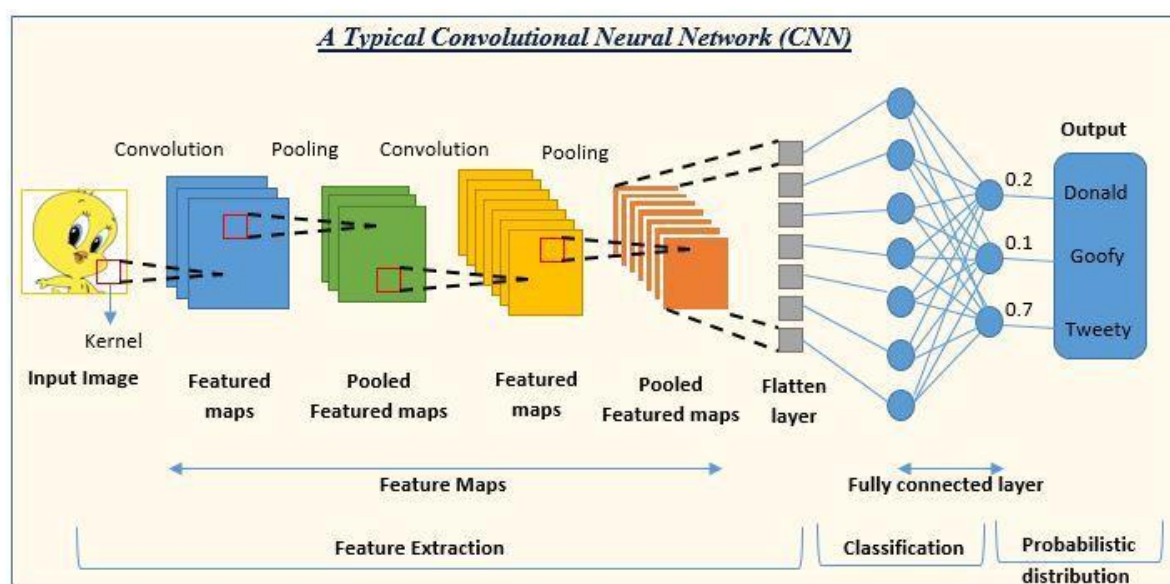 A Typical Convolutional Neural Network (CNN)
Convolution
Pooling
Convolution
Pooling
Kernel
Input Image
Featured
maps
Pooled
Featured maps
Featured
maps
Pooled
Featured maps
Flatten
layer
0.2
0.1
0.7
Output
Donald
Goofy
Tweety
Feature Maps
Fully connected layer
Feature Extraction
Classification
Probabilistic
distribution